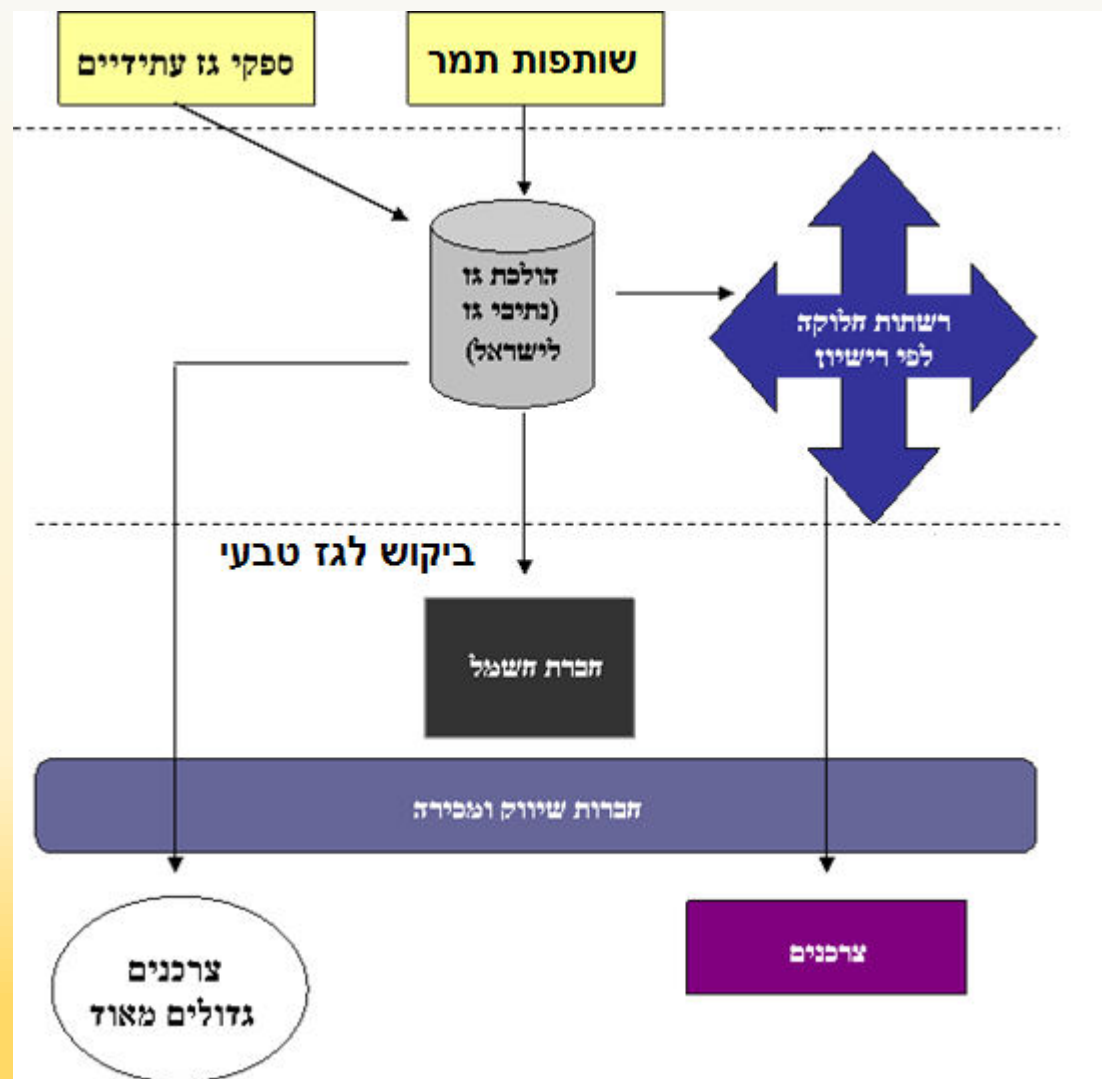 שותפות תמר
ספקי גז עתידיים
הולכת גז
(נתיבי גז
לישראל)
רשתות חלוקה
לפי רישיון
ביקוש לגז טבעי
חברת חשמל
חברות שיווק ומכירה
צרכנים
צרכנים
גדולים מאוד